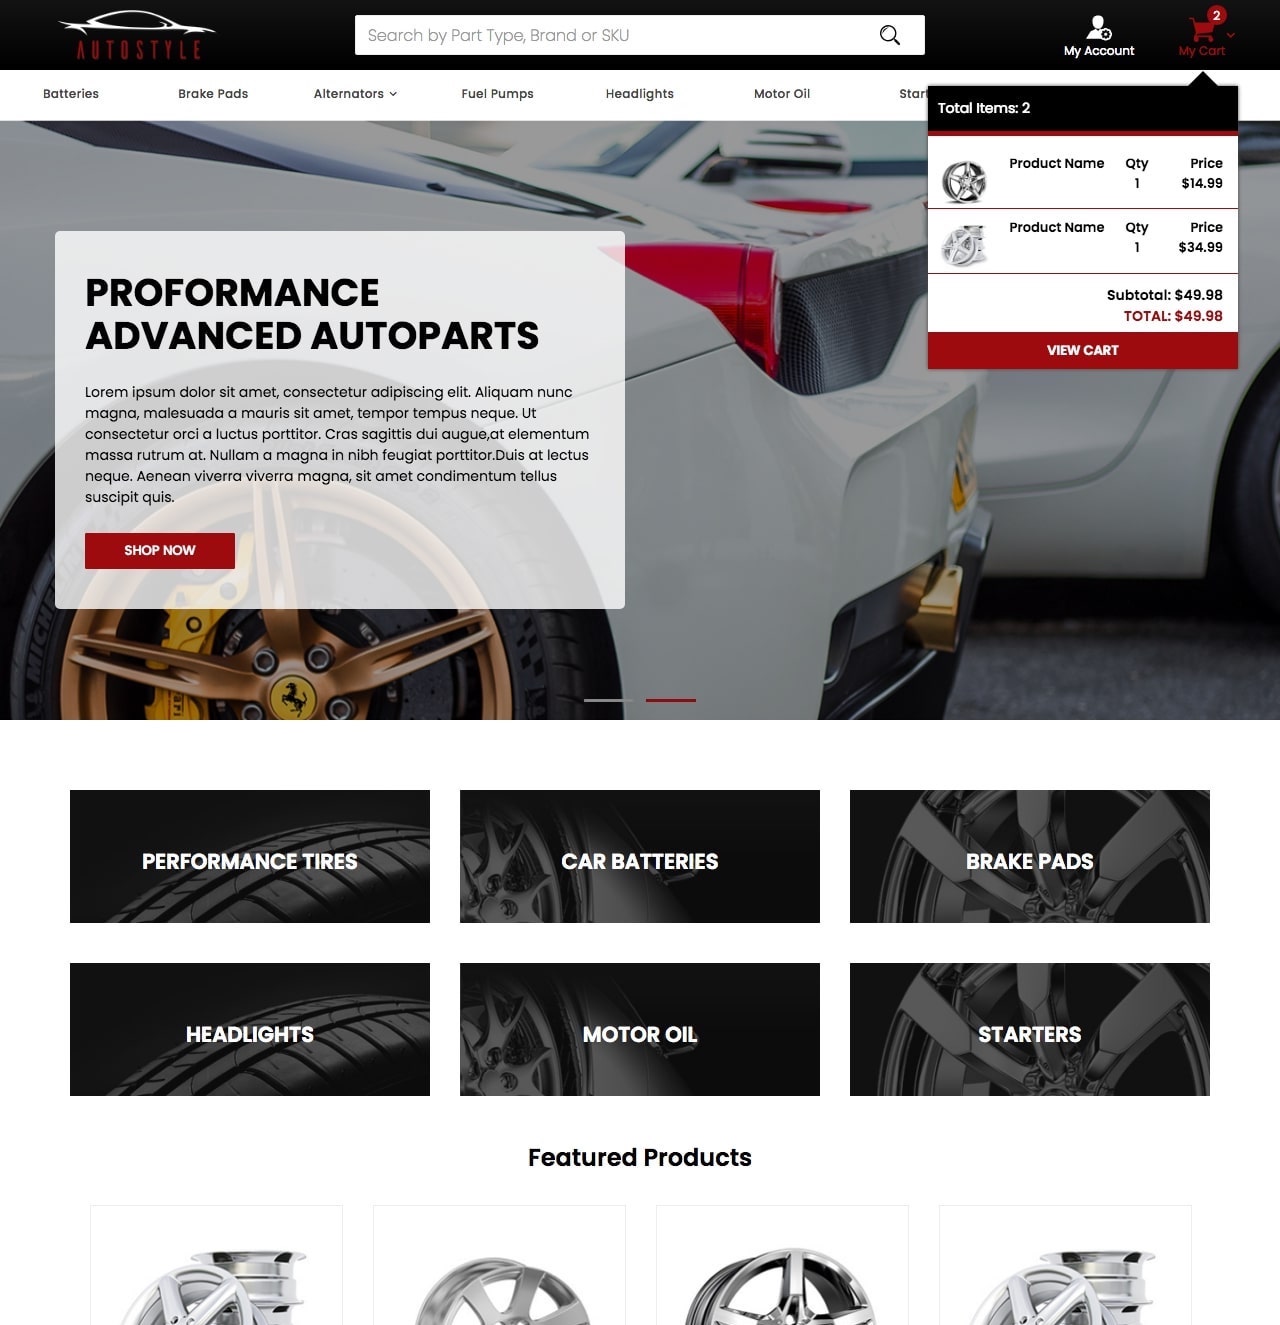 AUTOSTYLE
Search by Part Type, Brand or SKU
My Account
2
My Cart
Batteries
Brake Pads
Alternators
Fuel Pumps
Headlights
Motor Oil
Start
Total Items: 2
Product Name Qty Price
1 $14.99
Product Name Qty Price
1 $34.99
Subtotal: $49.98
TOTAL: $49.98
VIEW CART
PROFORMANCE
ADVANCED AUTOPARTS
Lorem ipsum dolor sit amet, consectetur adipiscing elit. Aliquam nunc
magna, malesuada a mauris sit amet, tempor tempus neque. Ut
consectetur orci a luctus porttitor. Cras sagittis dui augue,at elementum
massa rutrum at. Nullam a magna in nibh feugiat porttitor.Duis at lectus
neque. Aenean viverra viverra magna, sit amet condimentum tellus
suscipit quis.
SHOP NOW
PERFORMANCE TIRES
CAR BATTERIES
BRAKE PADS
HEADLIGHTS
MOTOR OIL
STARTERS
Featured Products